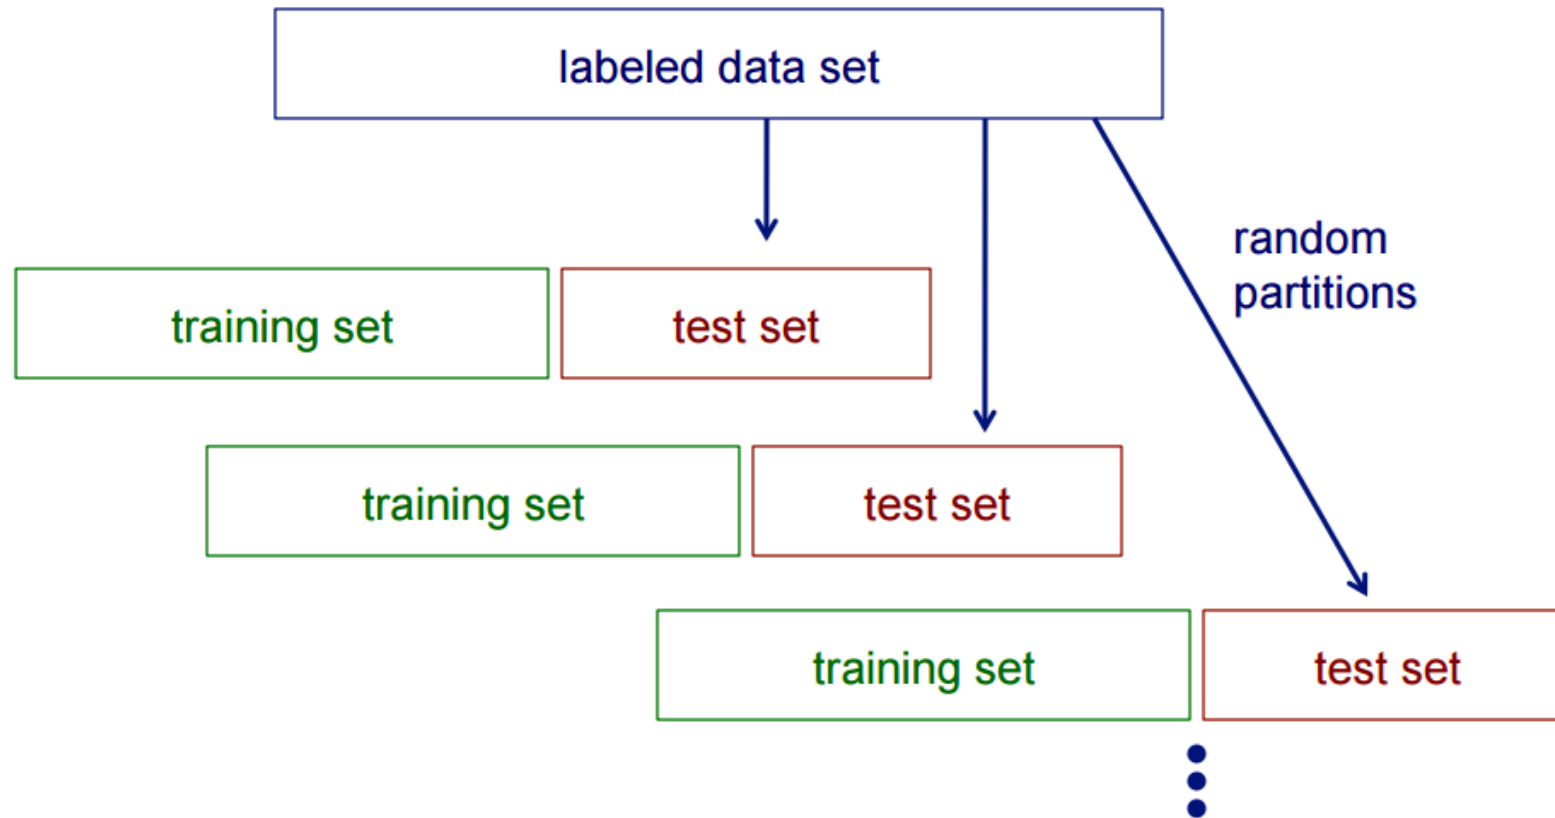 labeled data set
random
partitions
training set
test set
training set
test set
training set
test set